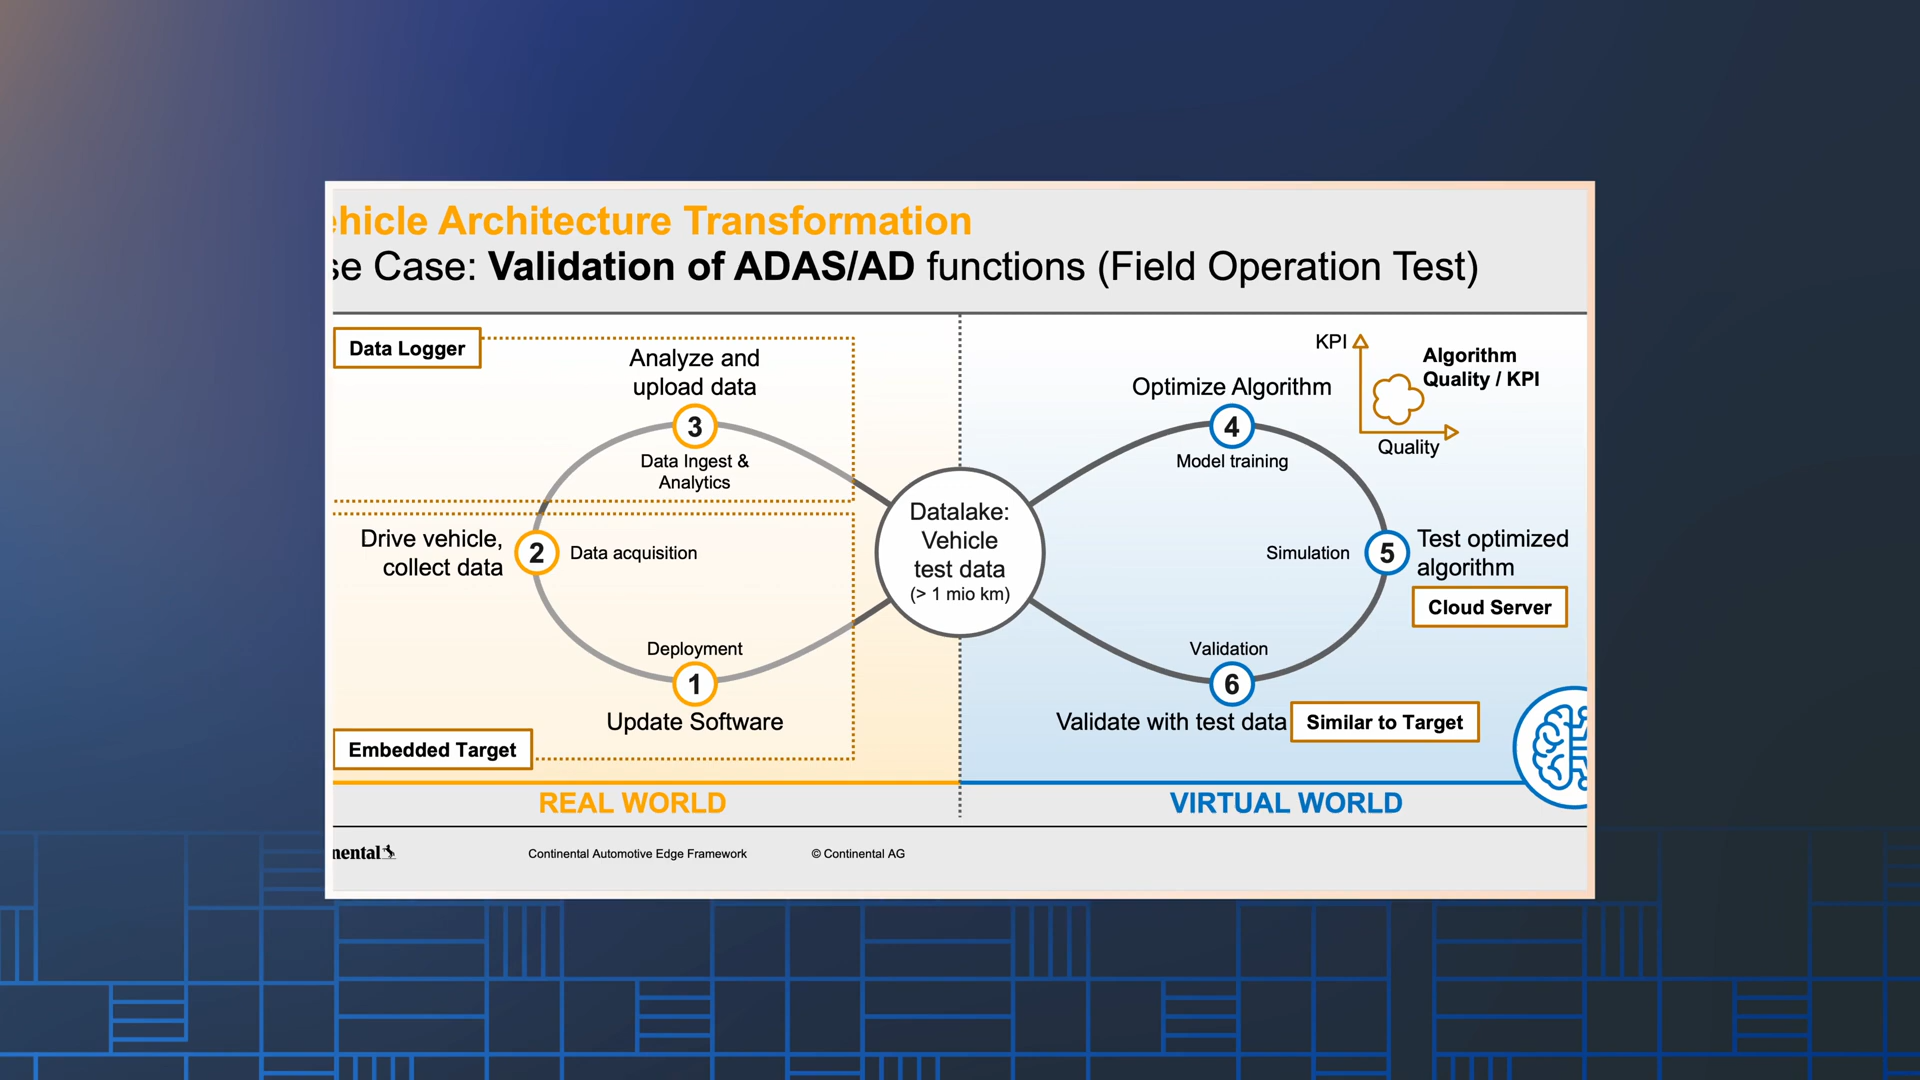 hicle Architecture Transformation
se Case: Validation of ADAS/AD functions (Field Operation Test)
Data Logger
Analyze and
upload data
3
Data Ingest &
Analytics
Drive vehicle,
collect data
2
Data acquisition
Deployment
1
Update Software
Embedded Target
REAL WORLD
Datalake:
Vehicle
test data
(> 1 mio km)
KPI
Algorithm
Quality / KPI
Quality
Optimize Algorithm
4
Model training
Simulation
5
Test optimized
algorithm
Cloud Server
Validation
6
Validate with test data
Similar to Target
VIRTUAL WORLD
nental
Continental Automotive Edge Framework
© Continental AG